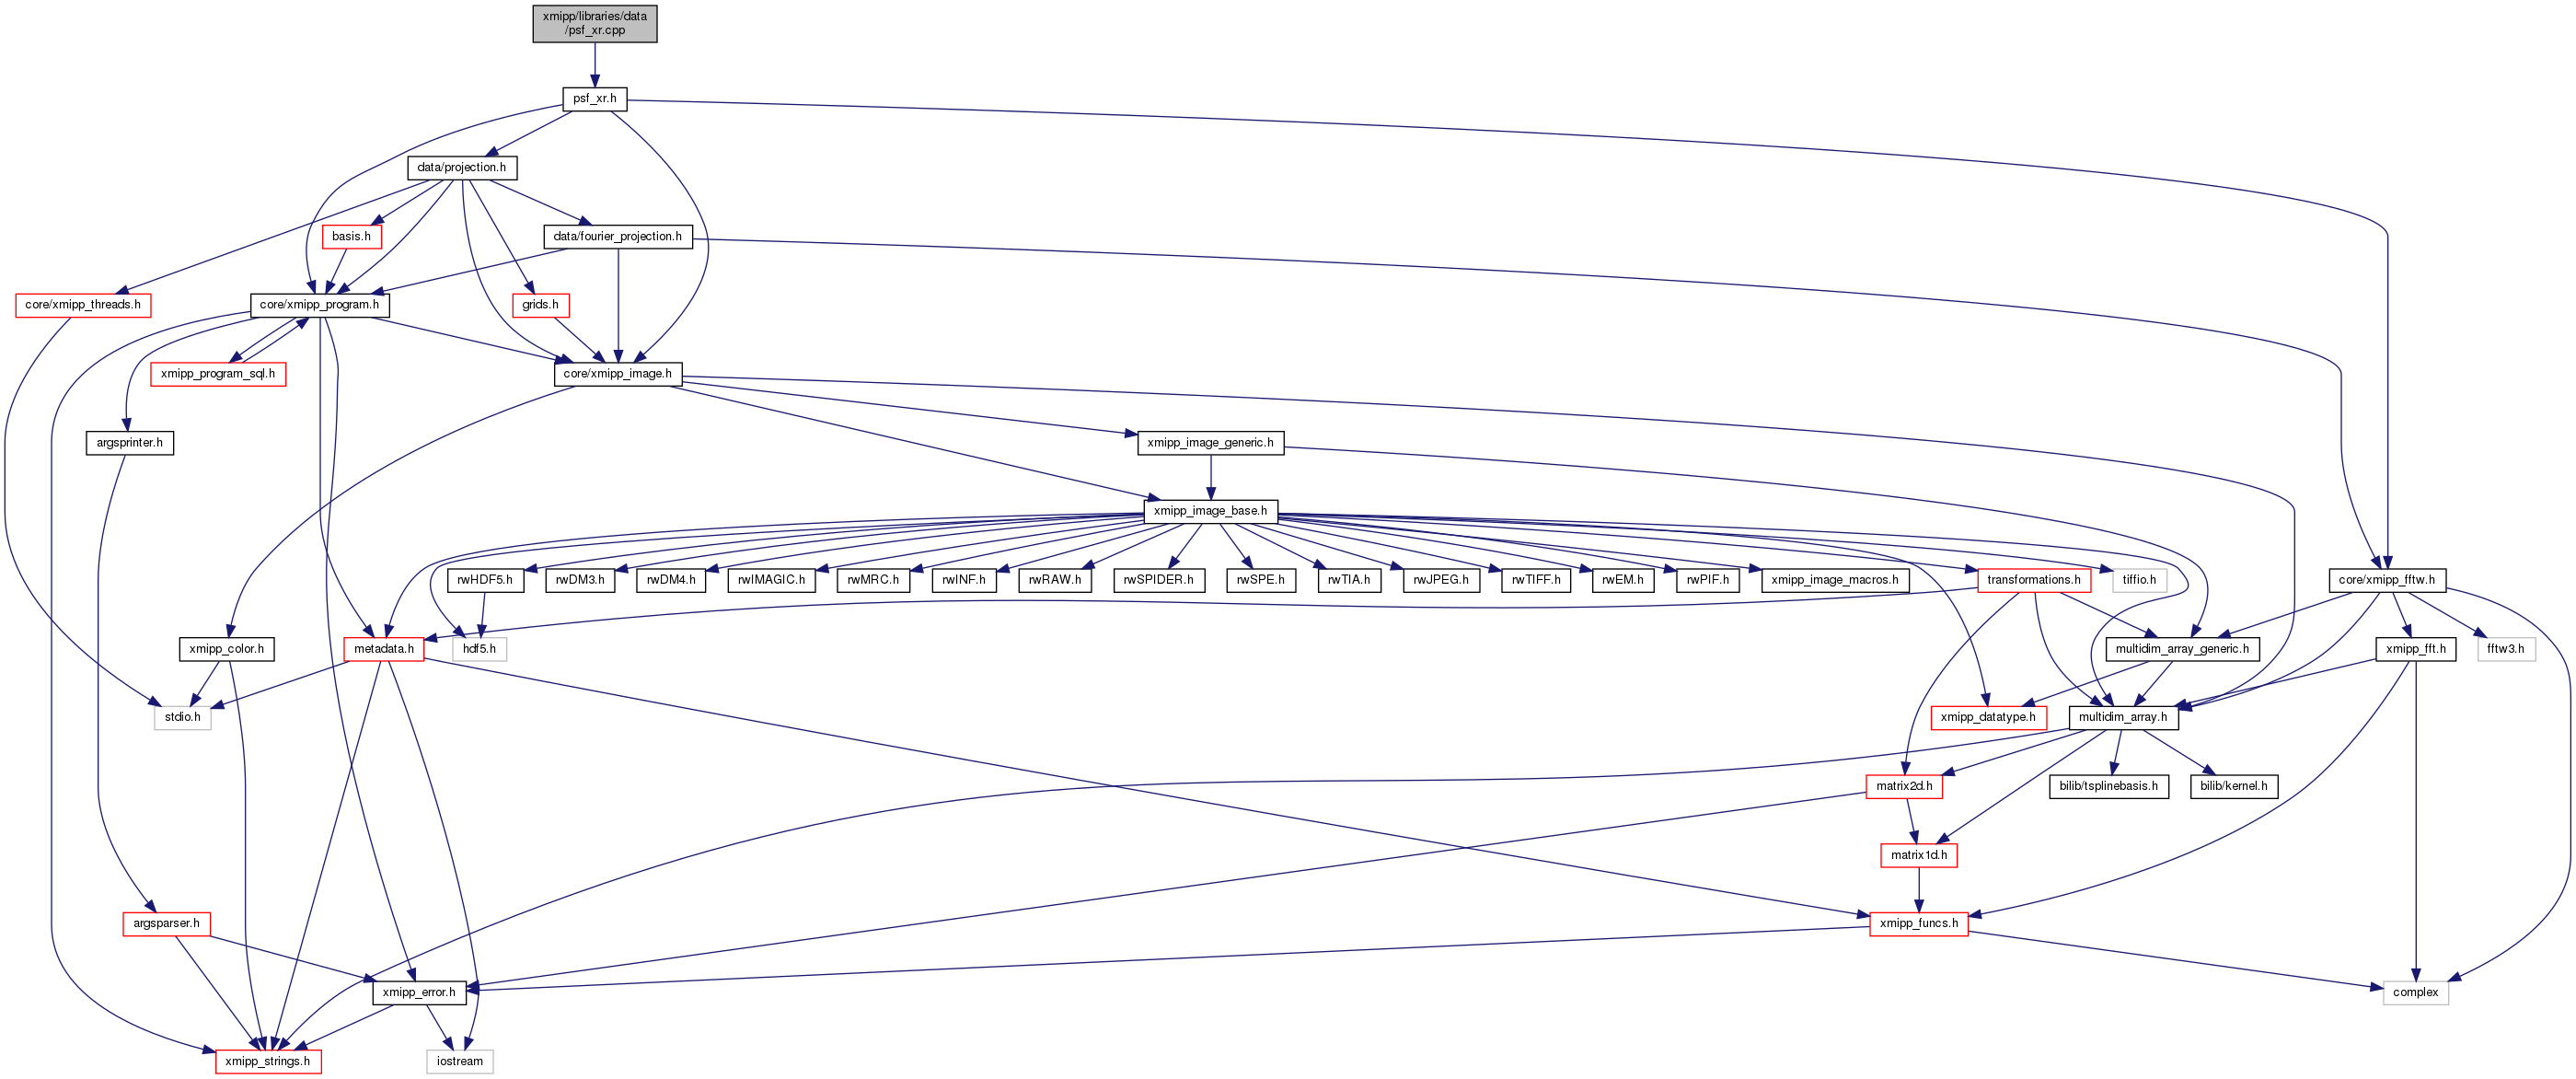 xmipp/libraries/data
/psf_xr.cpp
psf_xr.h
data/projection.h
basis.h
data/fourier_projection.h
core/xmipp_threads.h
core/xmipp_program.h
grids.h
xmipp_program_sql.h
core/xmipp_image.h
argsprinter.h
xmipp_image_generic.h
xmipp_image_base.h
rwHDF5.h
rwDM3.h
rwDM4.h
rwIMAGIC.h
rwMRC.h
rwINF.h
rwRAW.h
rwSPIDER.h
rwSPE.h
rwTIA.h
rwJPEG.h
rwTIFF.h
rwEM.h
rwPIF.h
xmipp_image_macros.h
transformations.h
tiffio.h
core/xmipp_fftw.h
xmipp_color.h
metadata.h
hdf5.h
multidim_array_generic.h
xmipp_fft.h
fftw3.h
stdio.h
xmipp_datatype.h
multidim_array.h
matrix2d.h
bilib/tsplinebasis.h
bilib/kernel.h
matrix1d.h
argsparser.h
xmipp_funcs.h
xmipp_error.h
complex
xmipp_strings.h
iostream